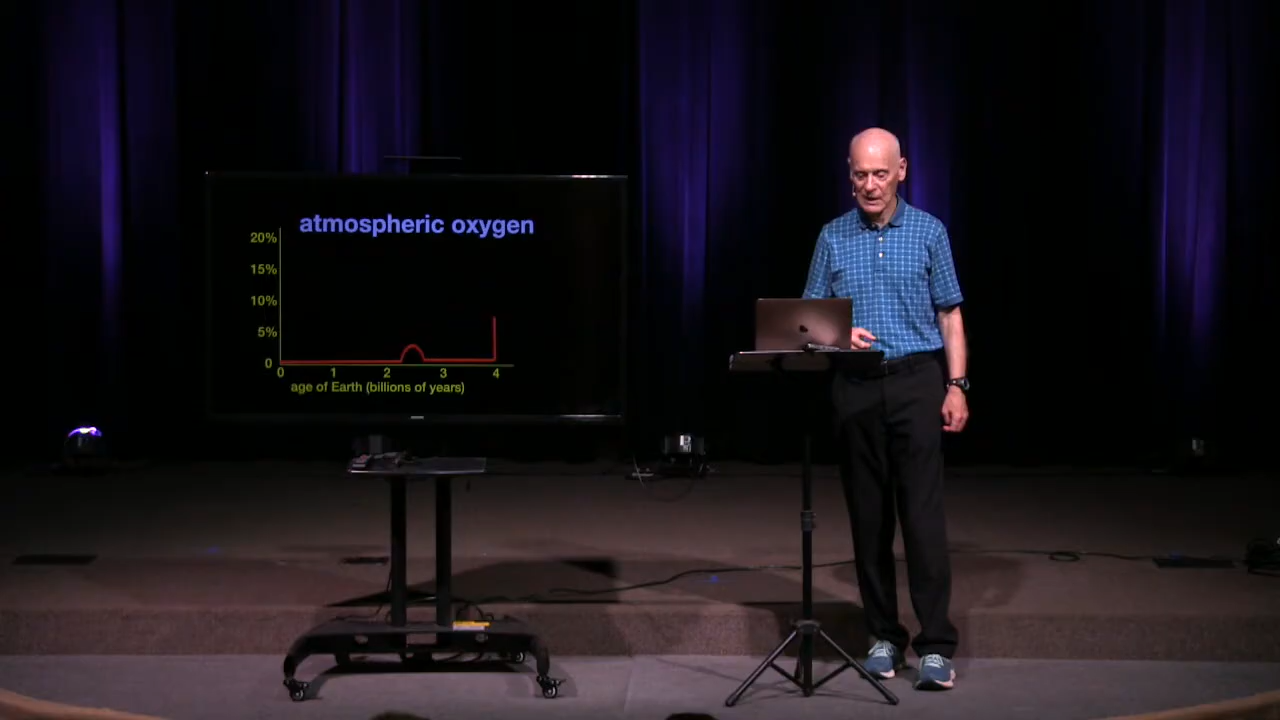 atmospheric oxygen
20%
15%
10%
5%
0
0 1 2 3 4
age of Earth (billions of years)